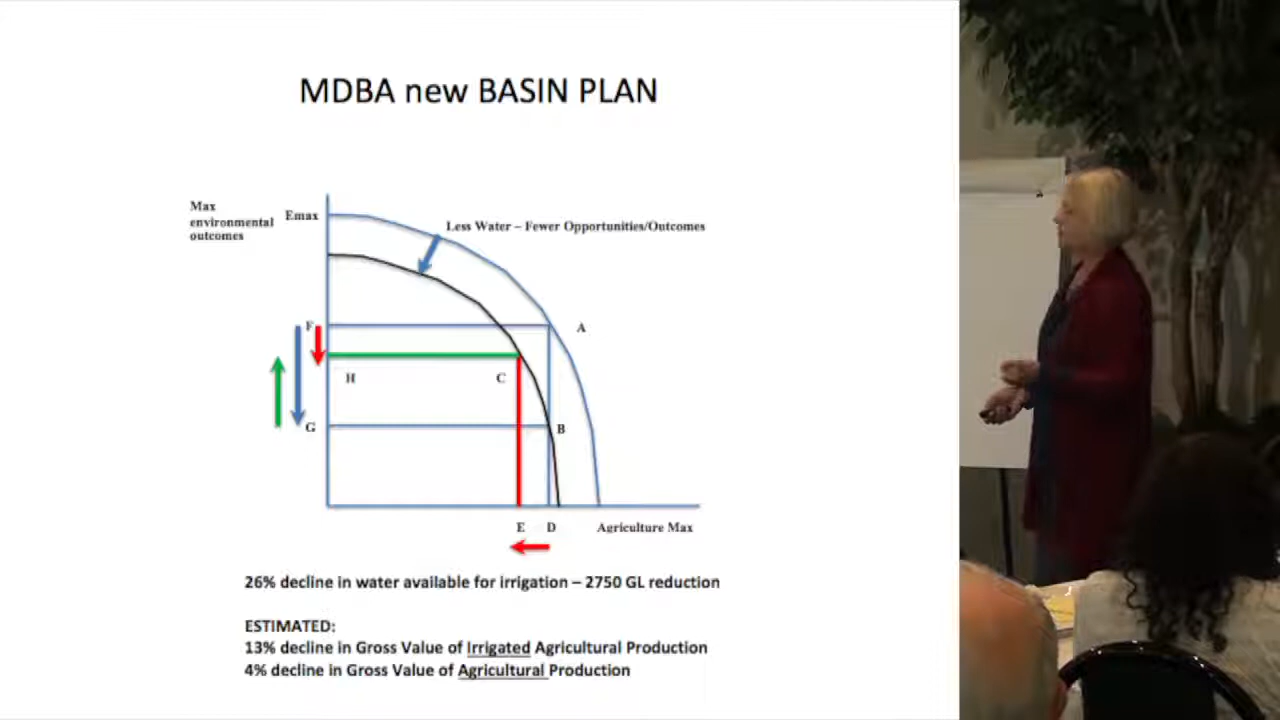 MDBA new BASIN PLAN
Max
environmental
outcomes
Emax
Less Water – Fewer Opportunities/Outcomes
F
A
H
C
G
B
E
D
Agriculture Max
26% decline in water available for irrigation – 2750 GL reduction
ESTIMATED:
13% decline in Gross Value of Irrigated Agricultural Production
4% decline in Gross Value of Agricultural Production